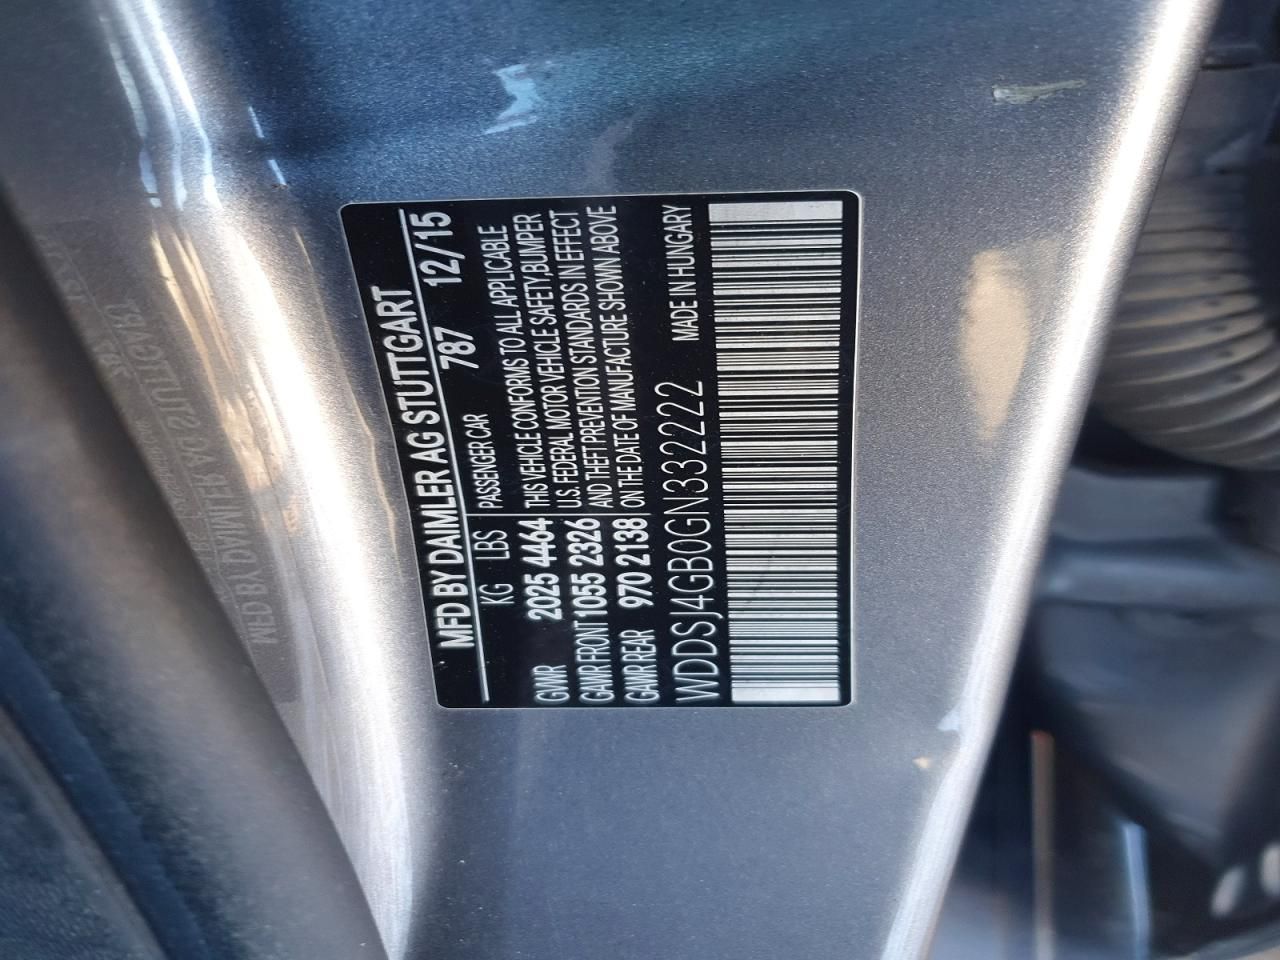 MFD BY DAIMLER AG STUTTGART
787 12/15
KG LBS PASSENGER CAR
GVWR 2025 4464
GAWR FRONT 1055 2326
GAWR REAR 970 2138
THIS VEHICLE CONFORMS TO ALL APPLICABLE
U.S. FEDERAL MOTOR VEHICLE SAFETY,BUMPER
AND THEFT PREVENTION STANDARDS IN EFFECT
ON THE DATE OF MANUFACTURE SHOWN ABOVE
WDDSJ4GB0GN332222 MADE IN HUNGARY